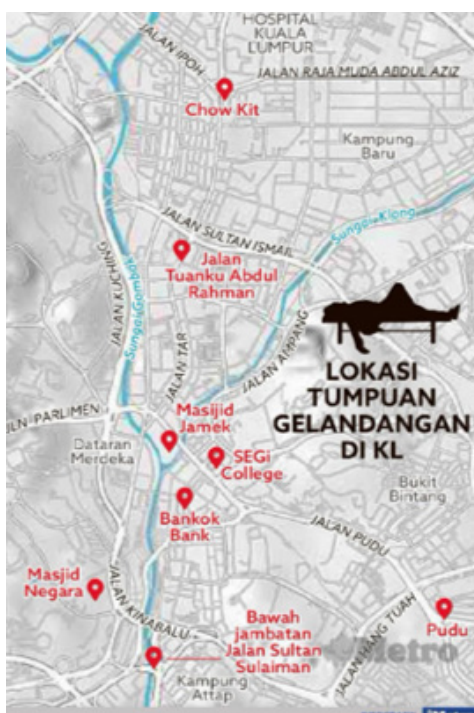 HOSPITAL
KUALA
LUMPUR
JALAN IPOH
JALAN RAJA MUDA ABDUL AZIZ
Chow Kit
Kampung
Baru
JALAN SULTAN ISMAIL
Sungai Klang
Jalan
Tuanku Abdul
Rahman
JALAN KUCHING
Sungai Gombak
JALAN TAR
JALAN AMPANG
LOKASI
TUMPUAN
GELANDANGAN
DI KL
JLN PARLIMEN
Dataran
Merdeka
Masijid
Jamek
SEGi
College
Bukit
Bintang
Bankok
Bank
JALAN PUDU
Masjid
Negara
JALAN KINABALU
Bawah
jambatan
Jalan Sultan
Sulaiman
JALAN HANG TUAH
Pudu
Metro
Kampung
Attap